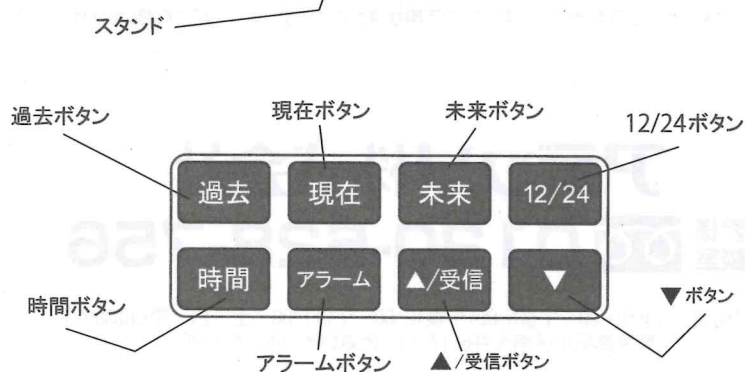 スタンド
過去ボタン
現在ボタン
未来ボタン
12/24ボタン
過去
現在
未来
12/24
時間
アラーム
▲/受信
▼
時間ボタン
アラームボタン
▲/受信ボタン
▼ボタン